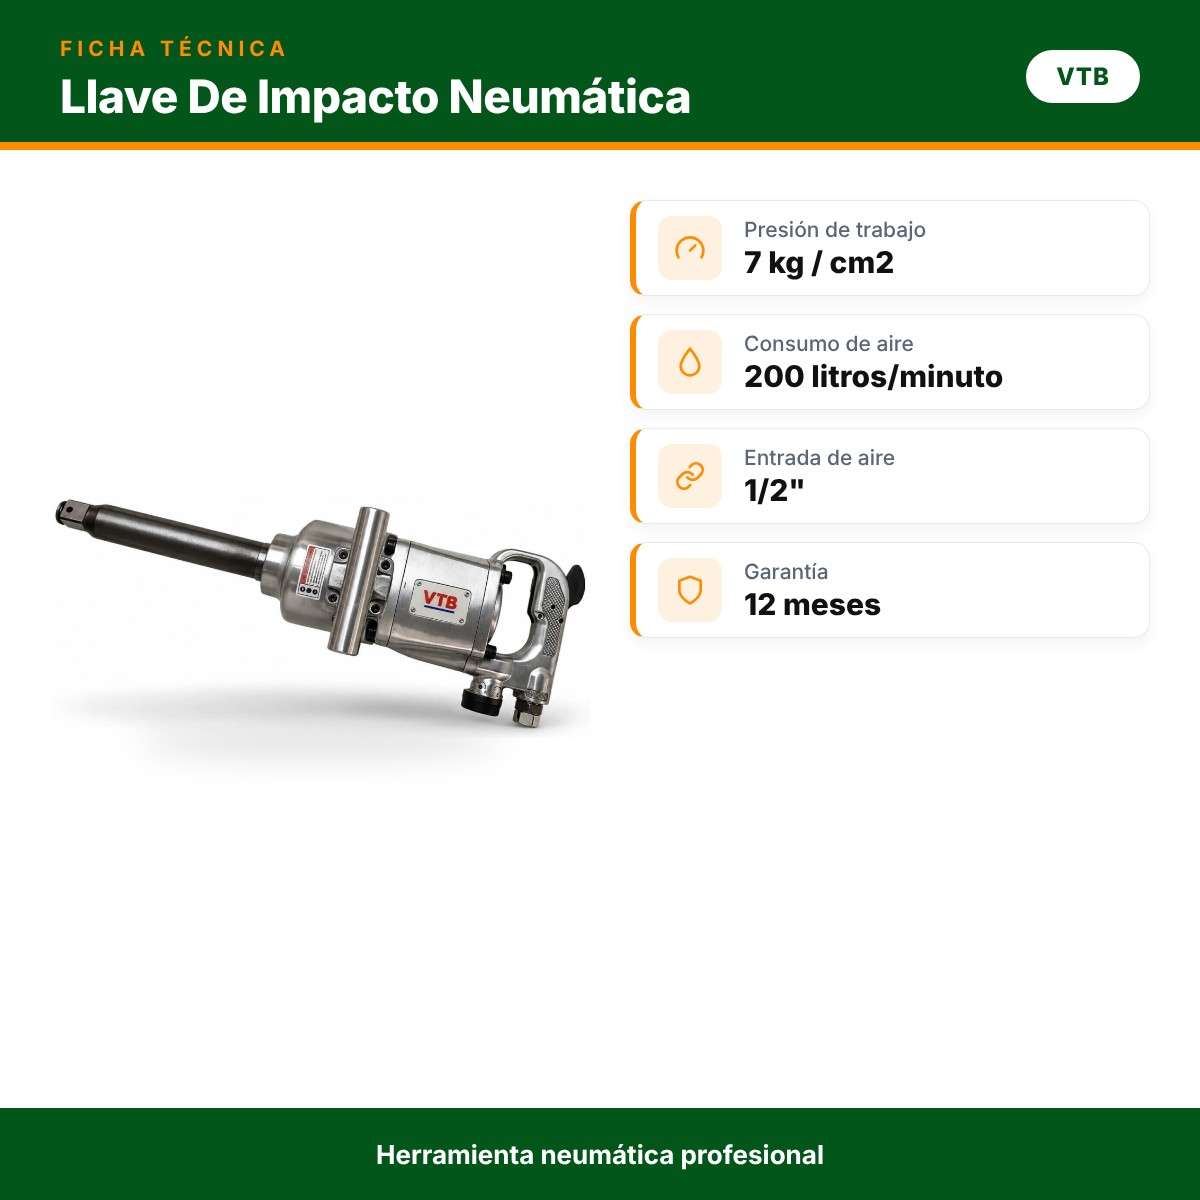 FICHA TÉCNICA
Llave De Impacto Neumática
VTB
Presión de trabajo
7 kg / cm2
Consumo de aire
200 litros/minuto
Entrada de aire
1/2"
Garantía
12 meses
VTB
Herramienta neumática profesional